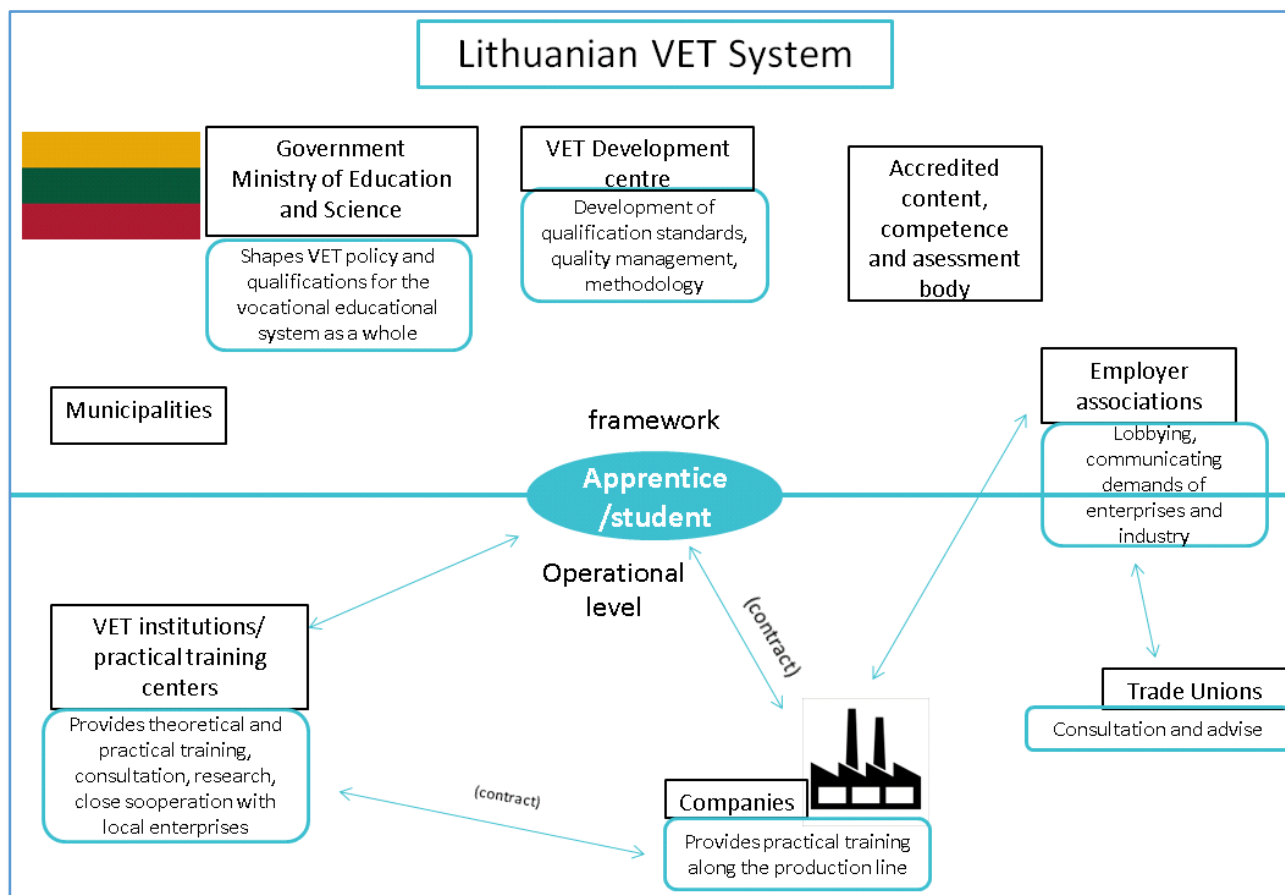 Lithuanian VET System
Government
Ministry of Education
and Science
Shapes VET policy and
qualifications for the
vocational educational
system as a whole
VET Development
centre
Development of
qualification standards,
quality management,
methodology
Accredited
content,
competence
and asessment
body
Municipalities
framework
Employer
associations
Lobbying,
communicating
demands of
enterprises and
industry
Apprentice
/student
Operational
level
(contract)
VET institutions/
practical training
centers
Provides theoretical and
practical training,
consultation, research,
close sooperation with
local enterprises
(contract)
Companies
Provides practical training
along the production line
Trade Unions
Consultation and advise